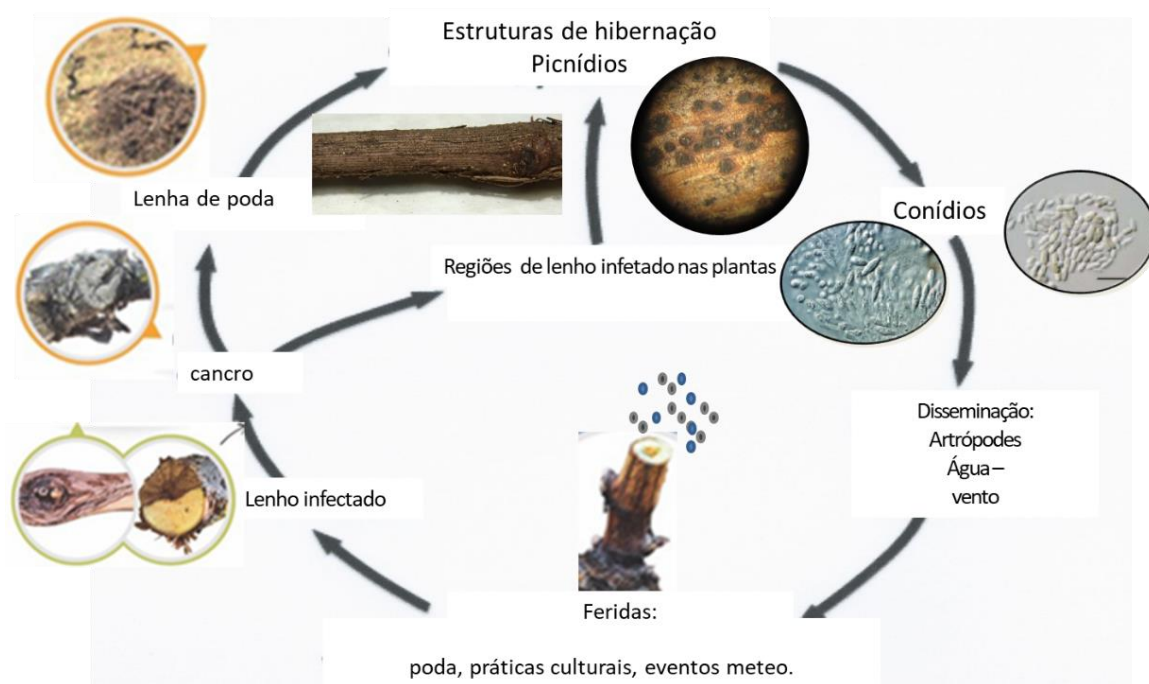 Estruturas de hibernação
Picnídios
Lenha de poda
Conídios
Regiões de lenho infetado nas plantas
cancro
Disseminação:
Artrópodes
Água –
vento
Lenho infectado
Feridas:
poda, práticas culturais, eventos meteo.